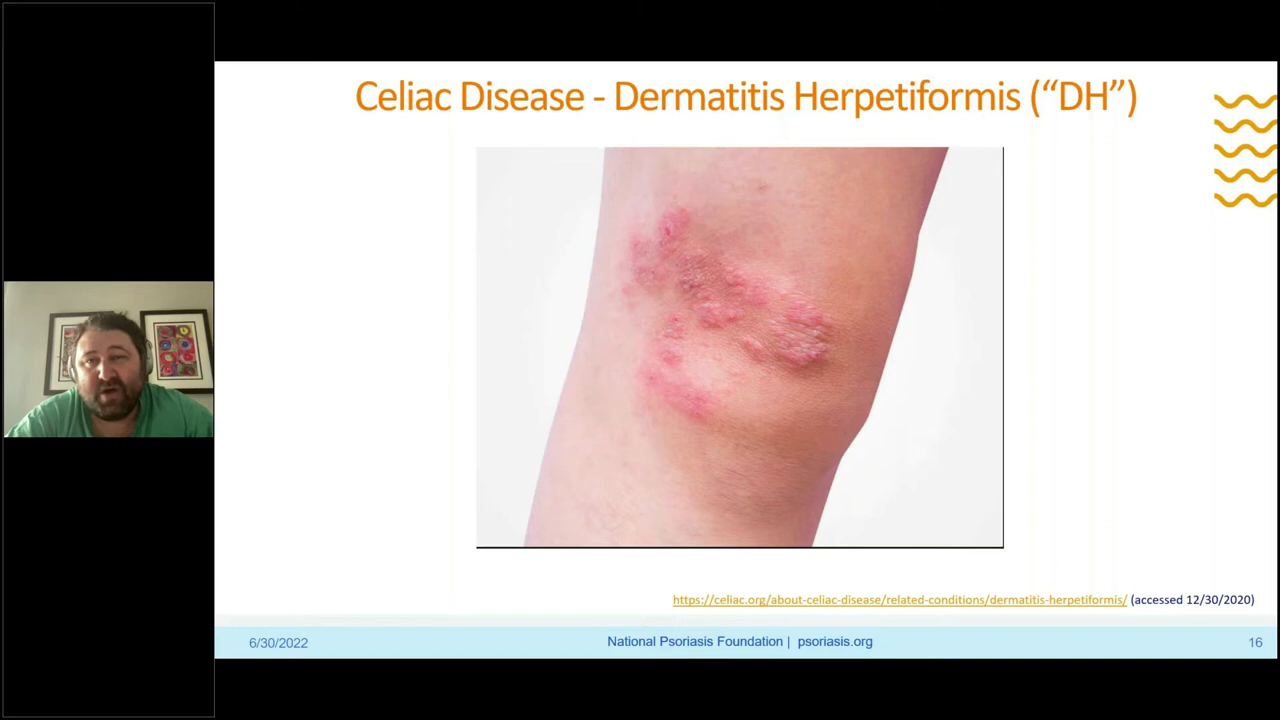 Celiac Disease - Dermatitis Herpetiformis (“DH”)
https://celiac.org/about-celiac-disease/related-conditions/dermatitis-herpetiformis/ (accessed 12/30/2020)
6/30/2022
National Psoriasis Foundation | psoriasis.org
16